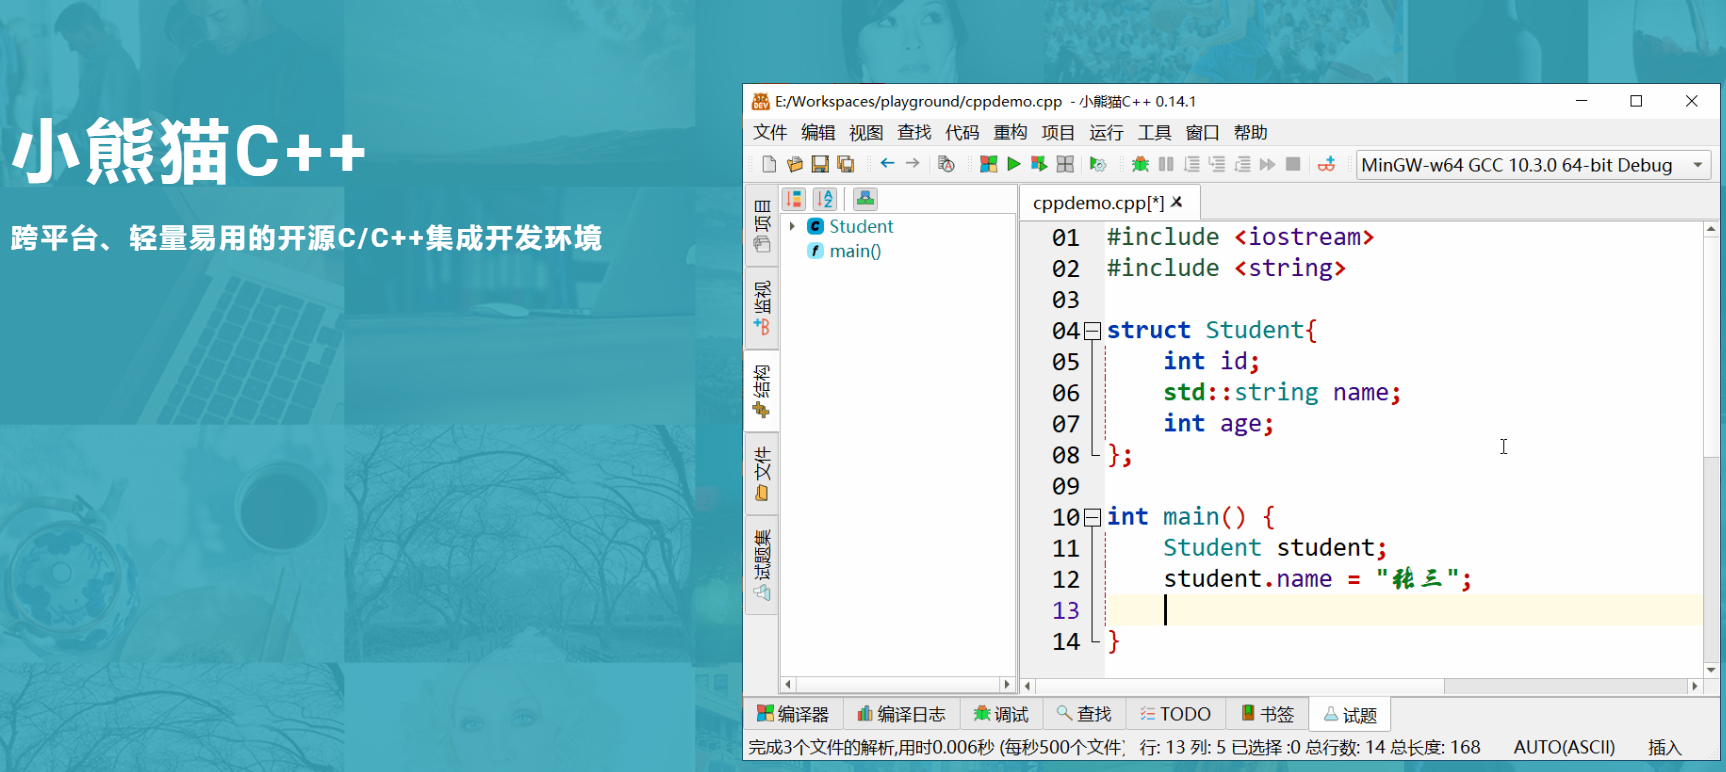 小熊猫C++
跨平台、轻量易用的开源C/C++集成开发环境
E:/Workspaces/playground/cppdemo.cpp - 小熊猫C++ 0.14.1
文件 编辑 视图 查找 代码 重构 项目 运行 工具 窗口 帮助
MinGW-w64 GCC 10.3.0 64-bit Debug
项目
监视
结构
文件
试题集
Student
main()
cppdemo.cpp[*]
01 #include <iostream>
02 #include <string>
03
04 struct Student{
05 int id;
06 std::string name;
07 int age;
08 };
09
10 int main() {
11 Student student;
12 student.name = "张三";
13
14 }
编译器 编译日志 调试 查找 TODO 书签 试题
完成3个文件的解析,用时0.006秒 (每秒500个文件) 行: 13 列: 5 已选择 :0 总行数: 14 总长度: 168 AUTO(ASCII) 插入